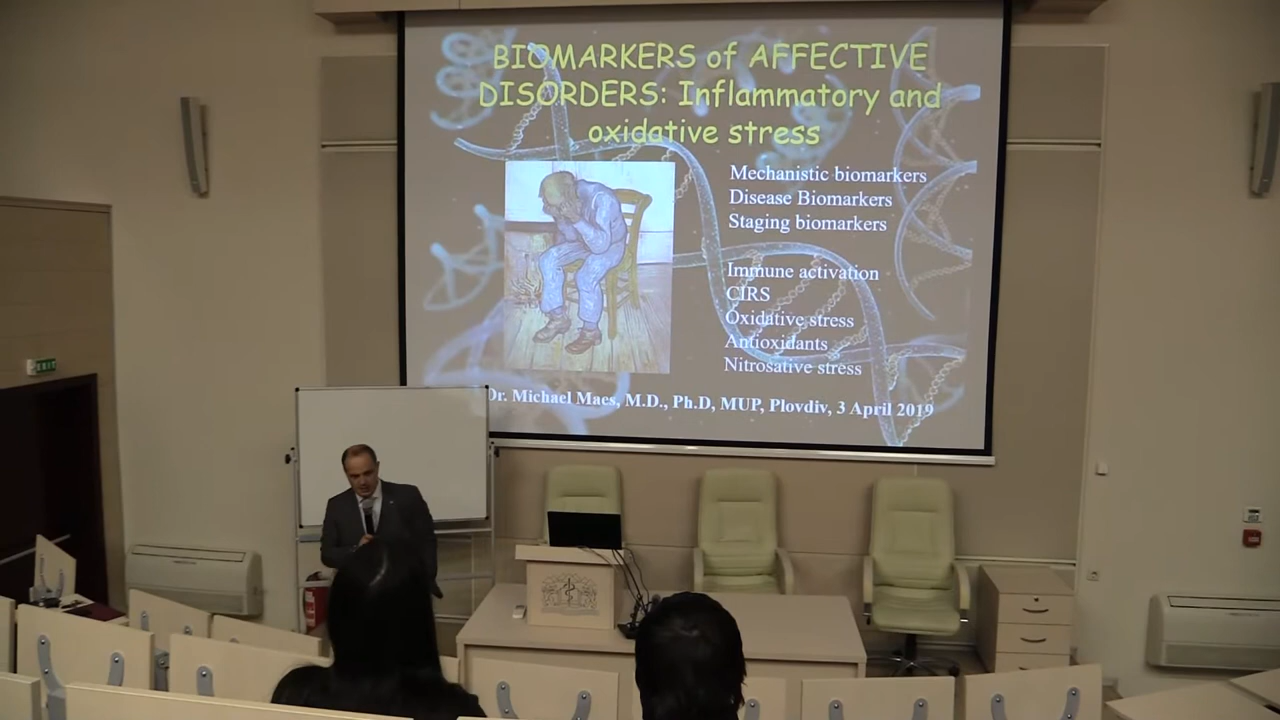 BIOMARKERS of AFFECTIVE
DISORDERS: Inflammatory and
oxidative stress
Mechanistic biomarkers
Disease Biomarkers
Staging biomarkers
Immune activation
CIRS
Oxidative stress
Antioxidants
Nitrosative stress
Dr. Michael Maes, M.D., Ph.D, MUP, Plovdiv, 3 April 2019
EXIT